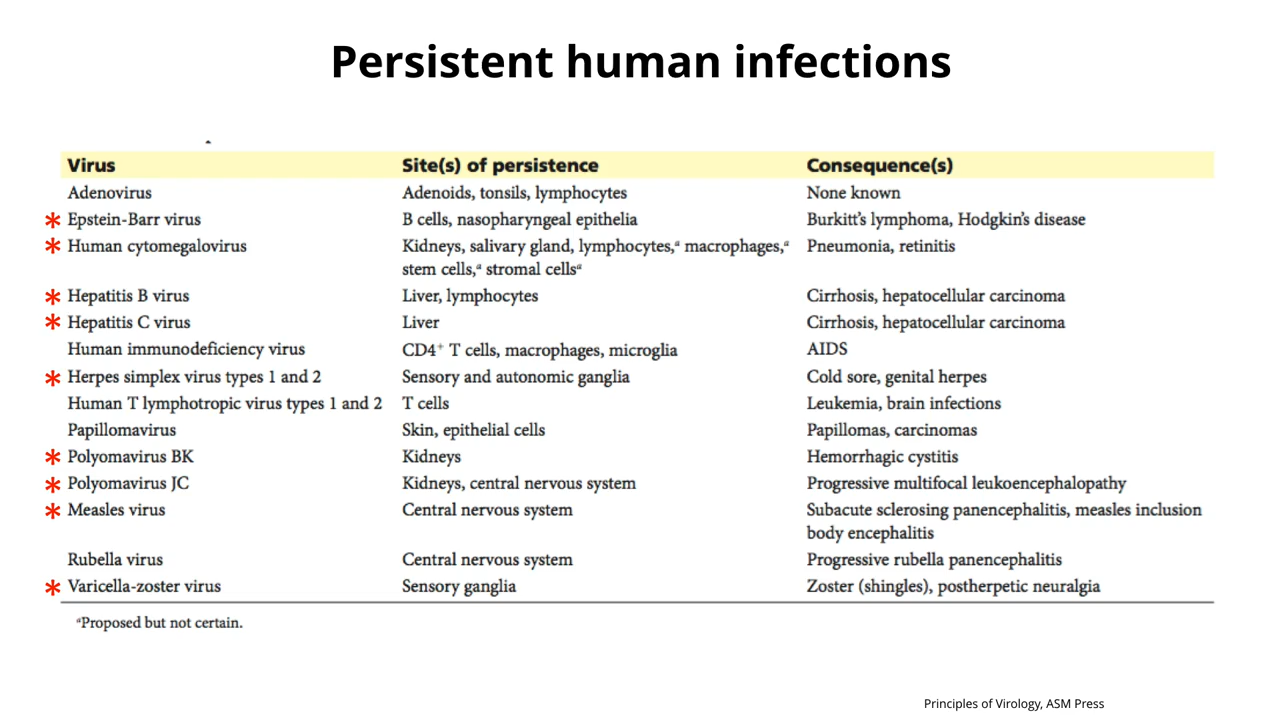 Persistent human infections
Virus Site(s) of persistence Consequence(s)
Adenovirus Adenoids, tonsils, lymphocytes None known
* Epstein-Barr virus B cells, nasopharyngeal epithelia Burkitt's lymphoma, Hodgkin's disease
* Human cytomegalovirus Kidneys, salivary gland, lymphocytes,ᵃ macrophages,ᵃ Pneumonia, retinitis
stem cells,ᵃ stromal cellsᵃ
* Hepatitis B virus Liver, lymphocytes Cirrhosis, hepatocellular carcinoma
* Hepatitis C virus Liver Cirrhosis, hepatocellular carcinoma
Human immunodeficiency virus CD4⁺ T cells, macrophages, microglia AIDS
* Herpes simplex virus types 1 and 2 Sensory and autonomic ganglia Cold sore, genital herpes
Human T lymphotropic virus types 1 and 2 T cells Leukemia, brain infections
Papillomavirus Skin, epithelial cells Papillomas, carcinomas
* Polyomavirus BK Kidneys Hemorrhagic cystitis
* Polyomavirus JC Kidneys, central nervous system Progressive multifocal leukoencephalopathy
* Measles virus Central nervous system Subacute sclerosing panencephalitis, measles inclusion
body encephalitis
Rubella virus Central nervous system Progressive rubella panencephalitis
* Varicella-zoster virus Sensory ganglia Zoster (shingles), postherpetic neuralgia
ᵃProposed but not certain.
Principles of Virology, ASM Press